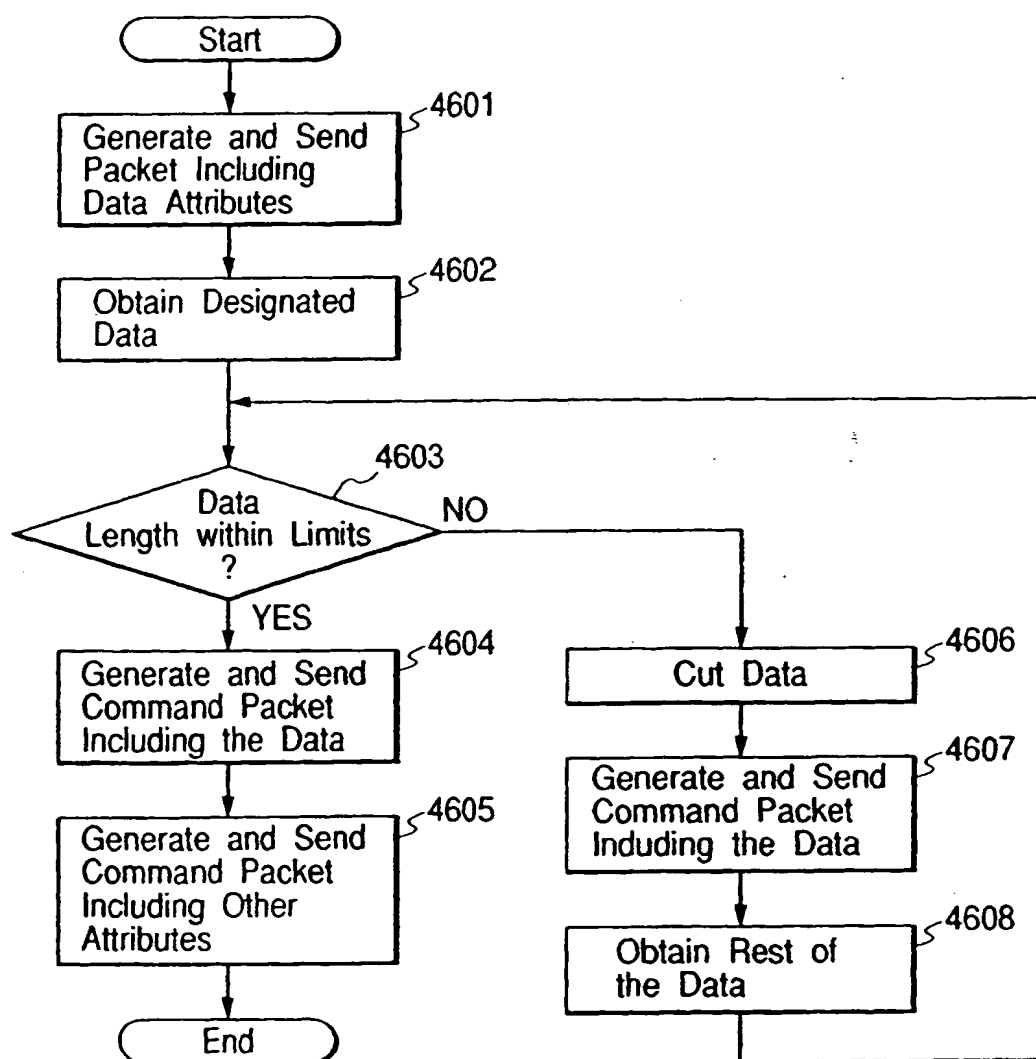 Start
4601
Generate and Send
Packet Including
Data Attributes
4602
Obtain Designated
Data
4603
Data
Length within Limits
?
NO
YES
4604
Generate and Send
Command Packet
Including the Data
4605
Generate and Send
Command Packet
Including Other
Attributes
End
4606
Cut Data
4607
Generate and Send
Command Packet
Induding the Data
4608
Obtain Rest of
the Data